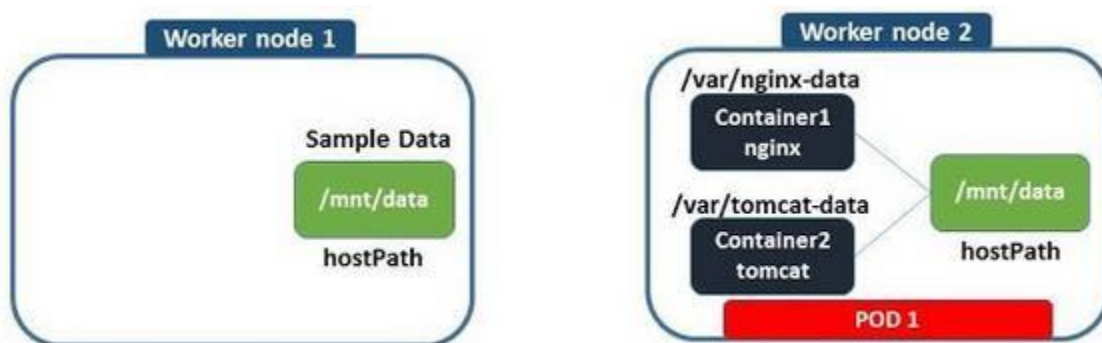 Worker node 1
Sample Data
/mnt/data
hostPath
Worker node 2
/var/nginx-data
Container1
nginx
/var/tomcat-data
Container2
tomcat
/mnt/data
hostPath
POD 1